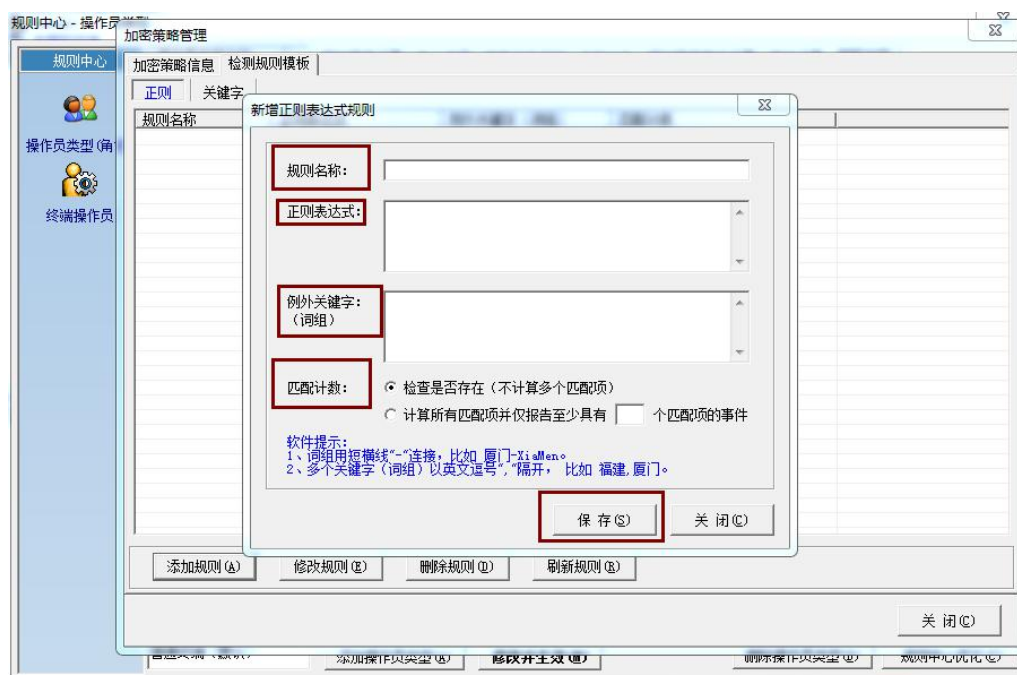 规则中心 - 操作员
加密策略管理
规则中心
加密策略信息 检测规则模板
正则 关键字
规则名称
新增正则表达式规则
操作员类型(角
终端操作员
规则名称：
正则表达式：
例外关键字：
（词组）
匹配计数：
检查是否存在（不计算多个匹配项）
计算所有匹配项并仅报告至少具有 个匹配项的事件
软件提示：
1、词组用短横线"-"连接，比如 厦门-XiaMen。
2、多个关键字（词组）以英文逗号","隔开， 比如 福建,厦门。
保 存(S) 关 闭(C)
添加规则(A) 修改规则(E) 删除规则(D) 刷新规则(R)
关 闭(C)
添加操作员类型 修改并生效 删除操作员类型 规则中心优化